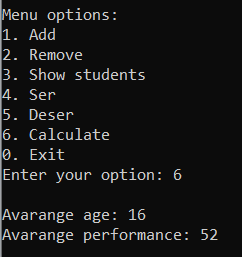 Menu options:
1. Add
2. Remove
3. Show students
4. Ser
5. Deser
6. Calculate
0. Exit
Enter your option: 6
Avarange age: 16
Avarange performance: 52